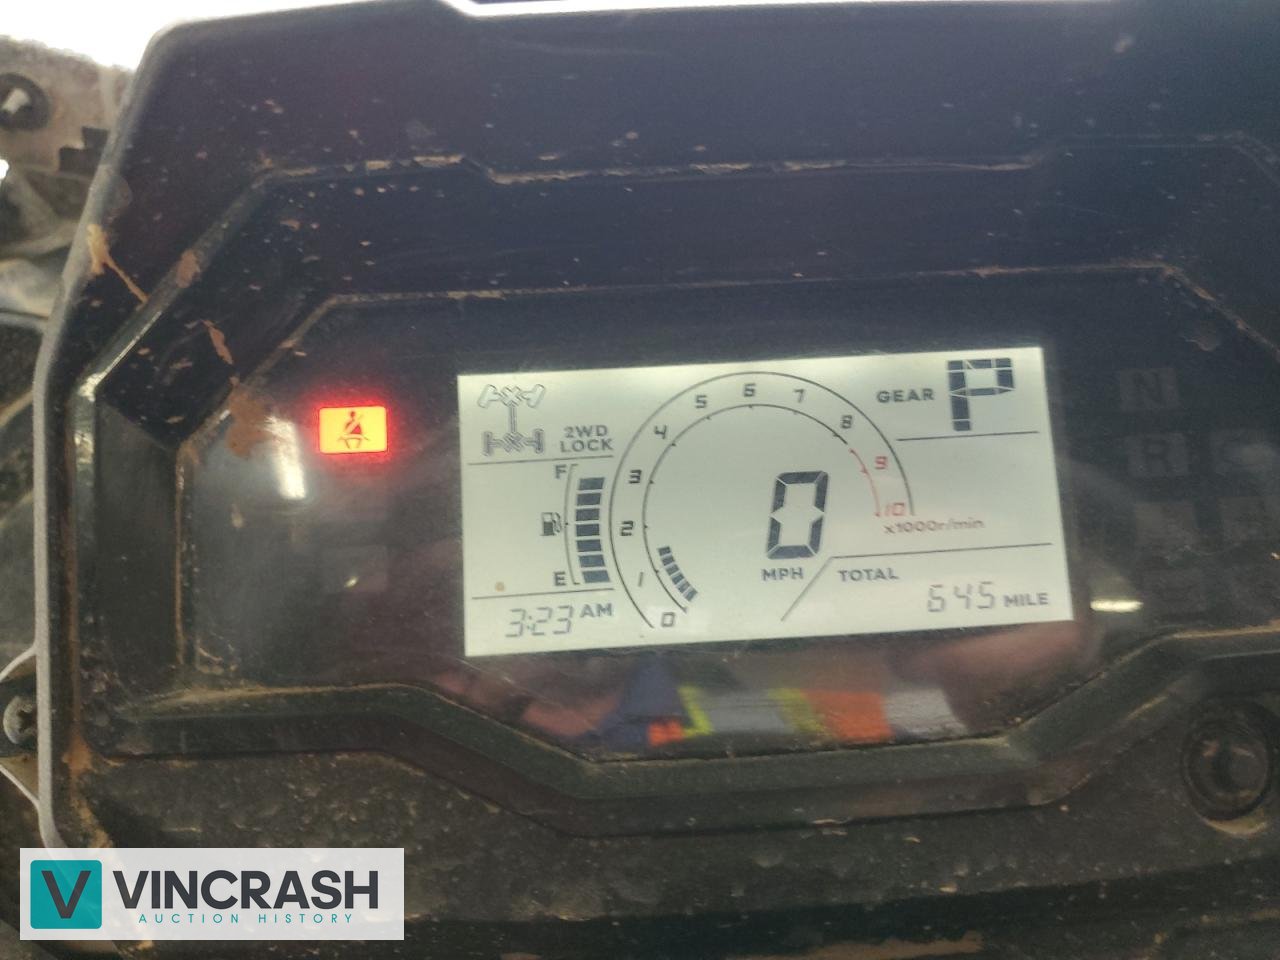 GEAR P
2WD
LOCK
F
E
3:23 AM
0
1
2
3
4
5
6
7
8
9
10
x1000r/min
0
MPH
TOTAL
645 MILE
N
R
V VINCRASH
AUCTION HISTORY